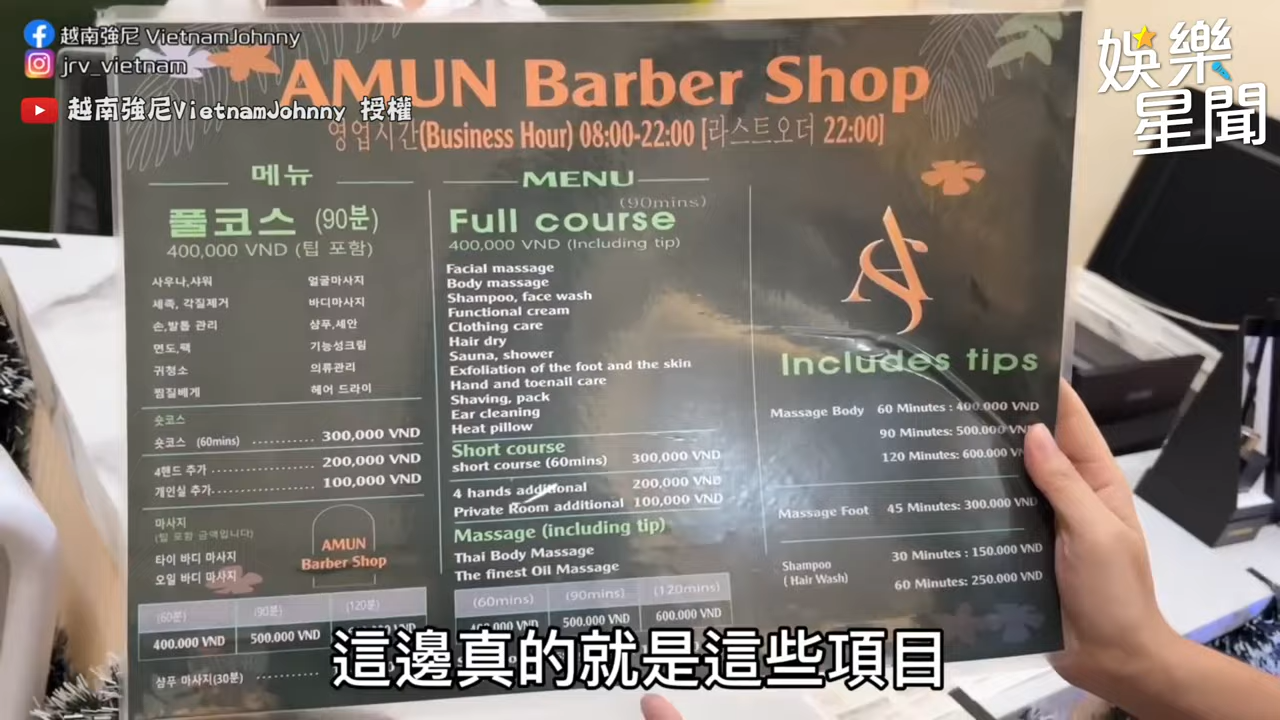 越南強尼 VietnamJohnny
jrv_vietnam
越南強尼VietnamJohnny 授權
娛樂星聞
AMUN Barber Shop
영업시간(Business Hour) 08:00-22:00 [라스트오더 22:00]
메뉴
풀코스 (90분)
400,000 VND (팁 포함)
사우나,샤워 얼굴마사지
세족, 각질제거 바디마사지
손,발톱 관리 샴푸,세안
면도,팩 기능성크림
귀청소 의류관리
찜질베게 헤어 드라이
숏코스
숏코스 (60mins) 300,000 VND
4핸드 추가 200,000 VND
개인실 추가 100,000 VND
마사지
(팁 포함 금액입니다)
타이 바디 마사지
오일 바디 마사지
AMUN
Barber Shop
(60분) (90분) (120분)
400.000 VND 500.000 VND VND
샴푸 마사지(30분)
MENU
(90mins)
Full course
400,000 VND (Including tip)
Facial massage
Body massage
Shampoo, face wash
Functional cream
Clothing care
Hair dry
Sauna, shower
Exfoliation of the foot and the skin
Hand and toenail care
Shaving, pack
Ear cleaning
Heat pillow
Short course
short course (60mins) 300,000 VND
4 hands additional 200,000 VND
Private Room additional 100,000 VND
Massage (including tip)
Thai Body Massage
The finest Oil Massage
(60mins) (90mins) (120mins)
400.000 VND 500.000 VND 600.000 VND
Includes tips
Massage Body 60 Minutes : 400.000 VND
90 Minutes: 500.000 VND
120 Minutes: 600.000 VND
Massage Foot 45 Minutes: 300.000 VND
Shampoo
( Hair Wash)
30 Minutes : 150.000 VND
60 Minutes: 250.000 VND
這邊真的就是這些項目